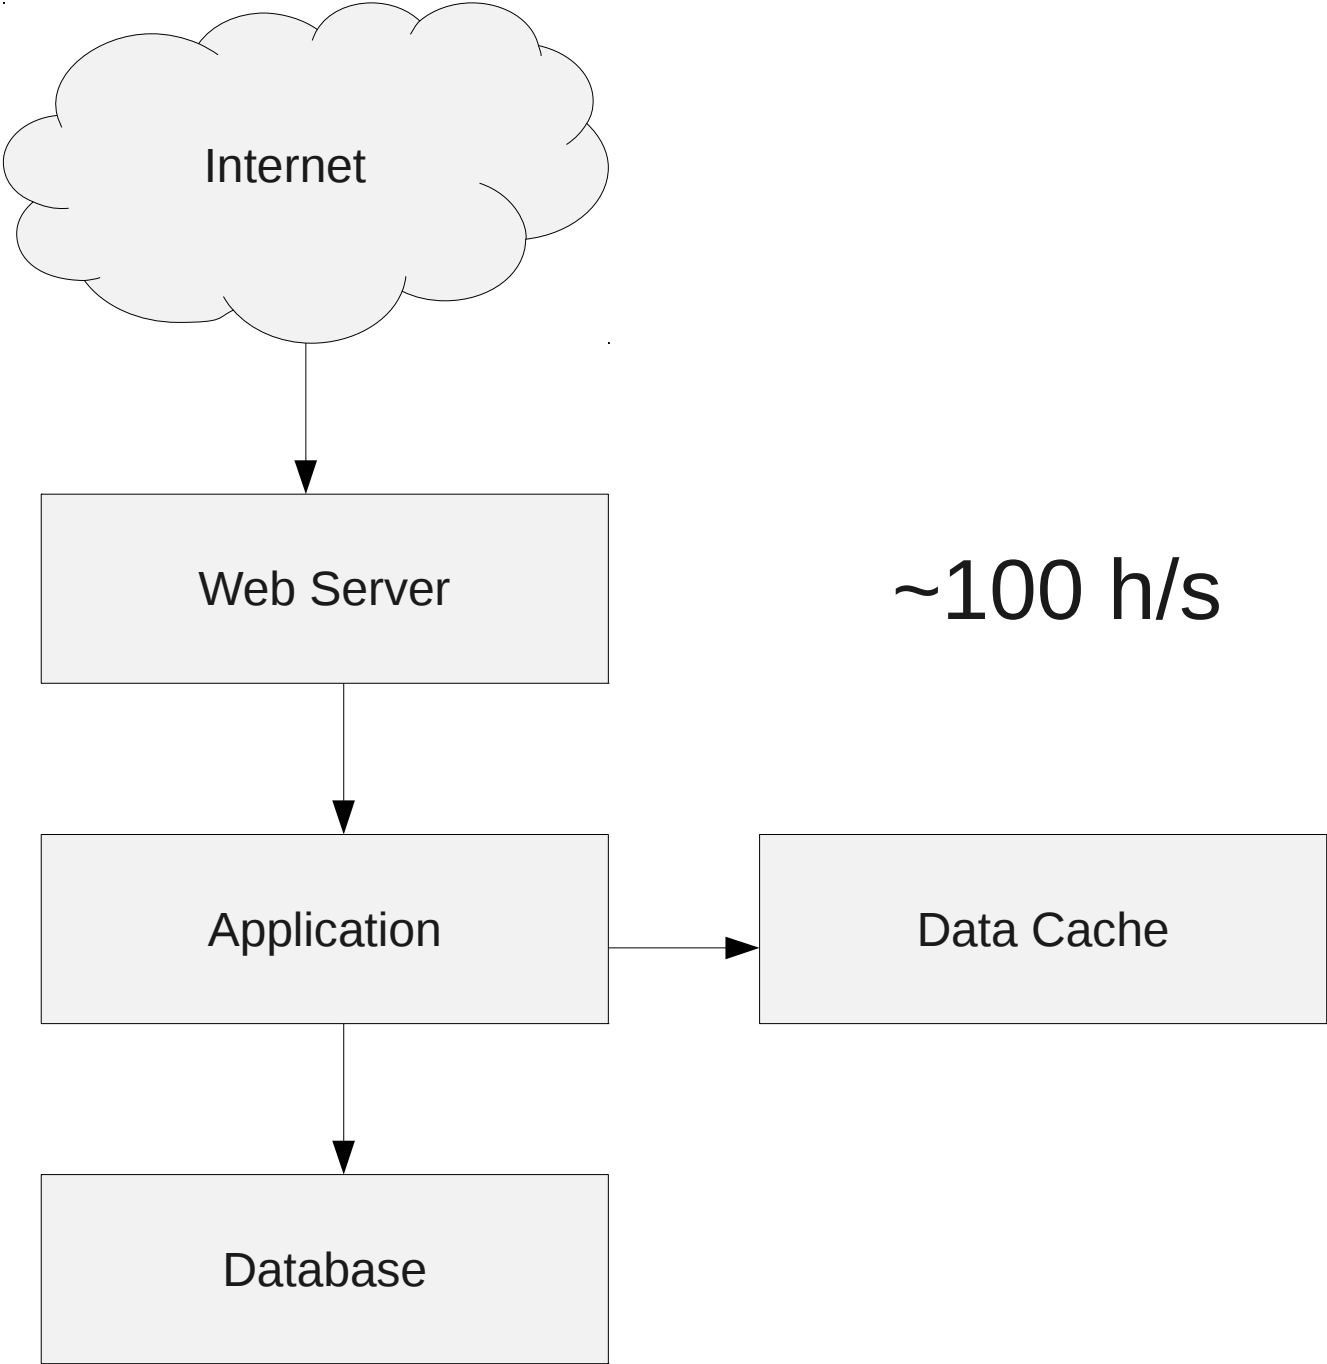 Internet
Web Server
~100 h/s
Application
Data Cache
Database